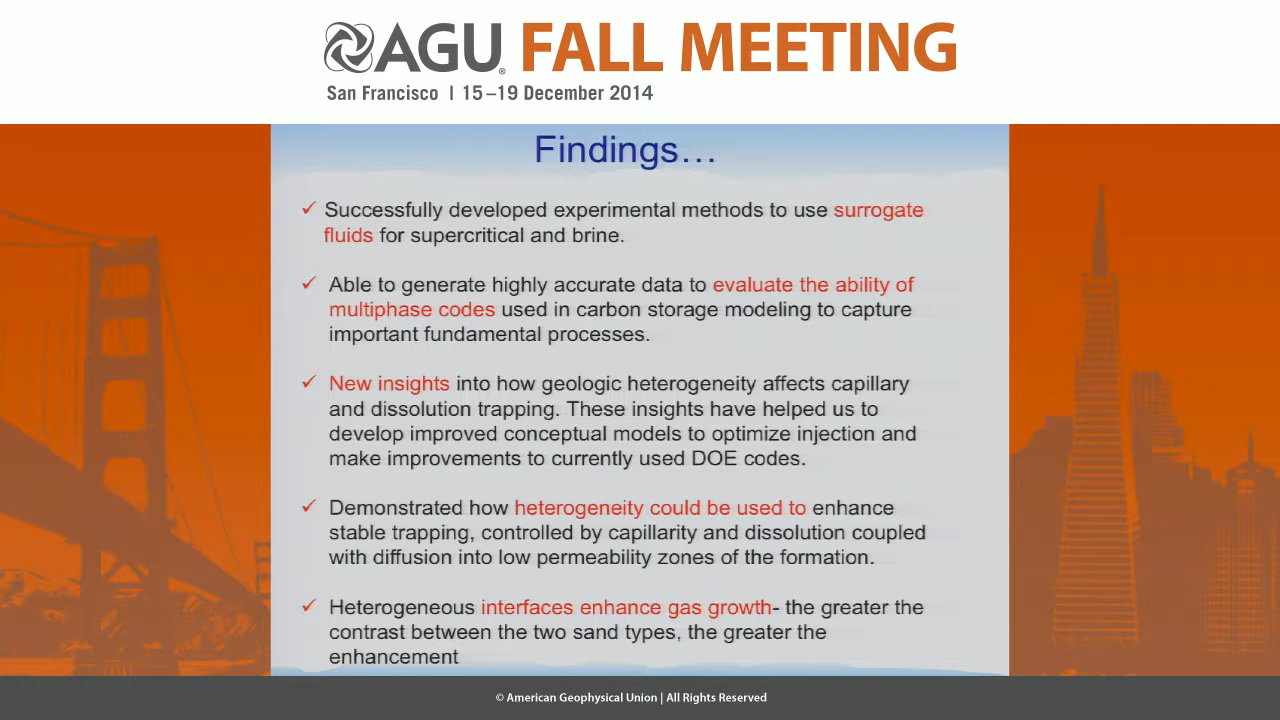 AGU® FALL MEETING
San Francisco | 15–19 December 2014
Findings…
✓ Successfully developed experimental methods to use surrogate
fluids for supercritical and brine.
✓ Able to generate highly accurate data to evaluate the ability of
multiphase codes used in carbon storage modeling to capture
important fundamental processes.
✓ New insights into how geologic heterogeneity affects capillary
and dissolution trapping. These insights have helped us to
develop improved conceptual models to optimize injection and
make improvements to currently used DOE codes.
✓ Demonstrated how heterogeneity could be used to enhance
stable trapping, controlled by capillarity and dissolution coupled
with diffusion into low permeability zones of the formation.
✓ Heterogeneous interfaces enhance gas growth- the greater the
contrast between the two sand types, the greater the
enhancement
© American Geophysical Union | All Rights Reserved